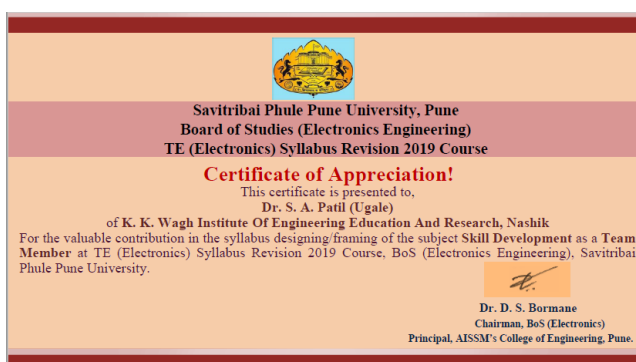 Savitribai Phule Pune University, Pune
Board of Studies (Electronics Engineering)
TE (Electronics) Syllabus Revision 2019 Course
Certificate of Appreciation!
This certificate is presented to,
Dr. S. A. Patil (Ugale)
of K. K. Wagh Institute Of Engineering Education And Research, Nashik
For the valuable contribution in the syllabus designing/framing of the subject Skill Development as a Team
Member at TE (Electronics) Syllabus Revision 2019 Course, BoS (Electronics Engineering), Savitribai
Phule Pune University.
Dr. D. S. Bormane
Chairman, BoS (Electronics)
Principal, AISSM's College of Engineering, Pune.